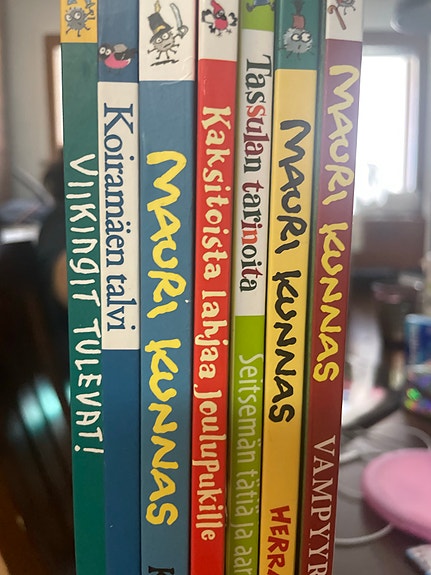 VIIKINGIT TULEVAT!
Koiramäen talvi
MAURI KUNNAS
K
Kaksitoista lahjaa Joulupukille
Tassulan tarinoita
Seitsemän tätiä ja
MAURI KUNNAS
HERRA
MAURI KUNNAS